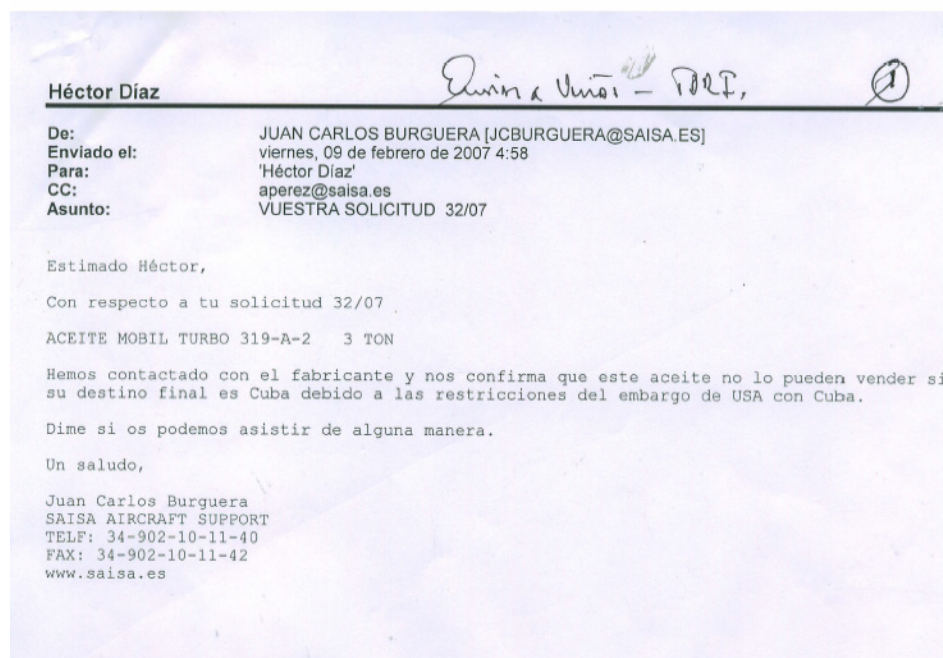 Héctor Díaz
1
De: JUAN CARLOS BURGUERA [JCBURGUERA@SAISA.ES]
Enviado el: viernes, 09 de febrero de 2007 4:58
Para: 'Héctor Díaz'
CC: aperez@saisa.es
Asunto: VUESTRA SOLICITUD 32/07
Estimado Héctor,
Con respecto a tu solicitud 32/07
ACEITE MOBIL TURBO 319-A-2 3 TON
Hemos contactado con el fabricante y nos confirma que este aceite no lo pueden vender si
su destino final es Cuba debido a las restricciones del embargo de USA con Cuba.
Dime si os podemos asistir de alguna manera.
Un saludo,
Juan Carlos Burguera
SAISA AIRCRAFT SUPPORT
TELF: 34-902-10-11-40
FAX: 34-902-10-11-42
www.saisa.es